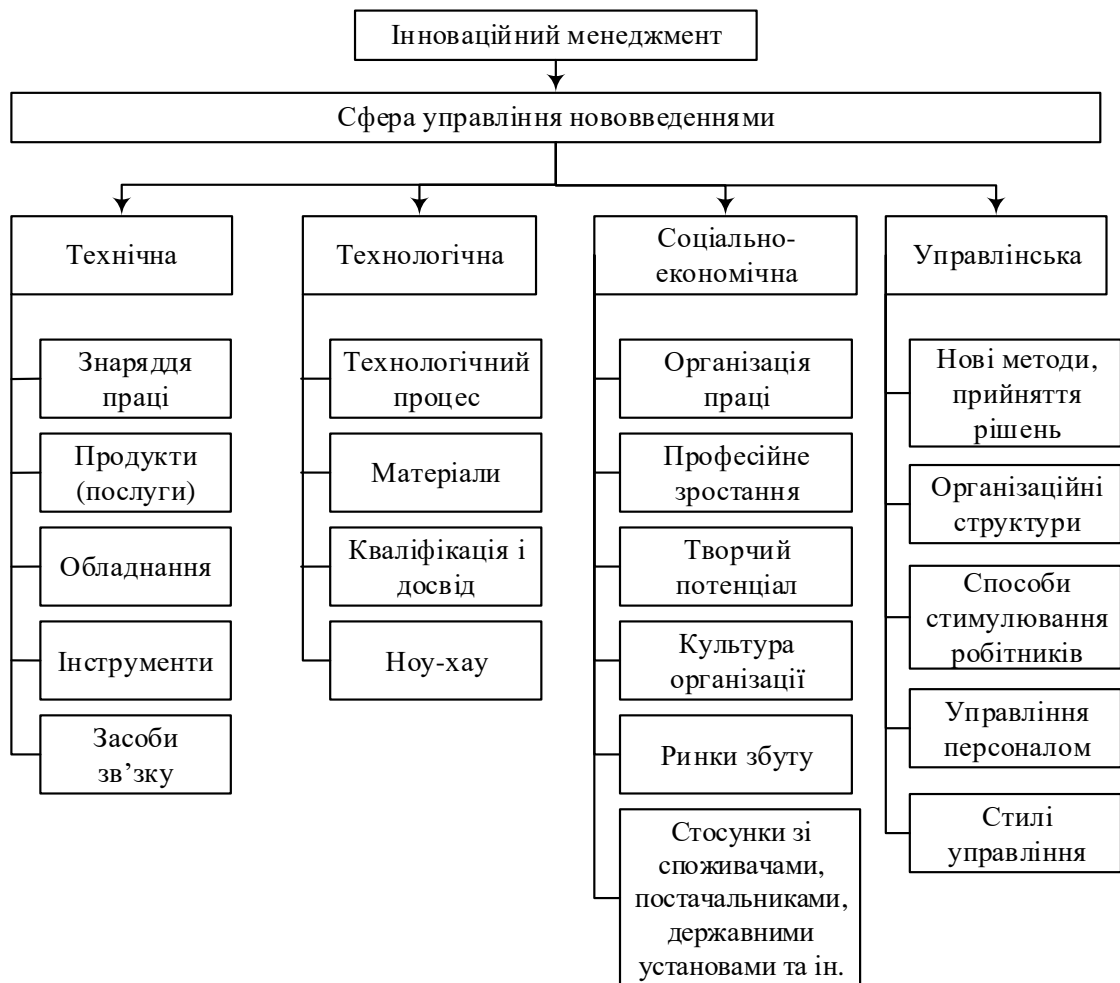 Інноваційний менеджмент
Сфера управління нововведеннями
Технічна
Знаряддя
праці
Продукти
(послуги)
Обладнання
Інструменти
Засоби
зв’зку
Технологічна
Технологічний
процес
Матеріали
Кваліфікація і
досвід
Ноу-хау
Соціально-
економічна
Організація
праці
Професійне
зростання
Творчий
потенціал
Культура
організації
Ринки збуту
Стосунки зі
споживачами,
постачальниками,
державними
установами та ін.
Управлінська
Нові методи,
прийняття
рішень
Організаційні
структури
Способи
стимулювання
робітників
Управління
персоналом
Стилі
управління